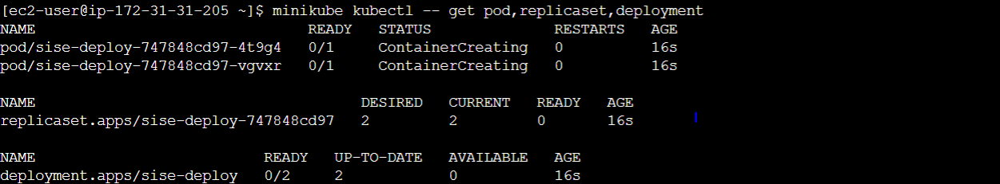 [ec2-user@ip-172-31-31-205 ~]$ minikube kubectl -- get pod,replicaset,deployment
NAME READY STATUS RESTARTS AGE
pod/sise-deploy-747848cd97-4t9g4 0/1 ContainerCreating 0 16s
pod/sise-deploy-747848cd97-vgvxr 0/1 ContainerCreating 0 16s
NAME DESIRED CURRENT READY AGE
replicaset.apps/sise-deploy-747848cd97 2 2 0 16s
NAME READY UP-TO-DATE AVAILABLE AGE
deployment.apps/sise-deploy 0/2 2 0 16s